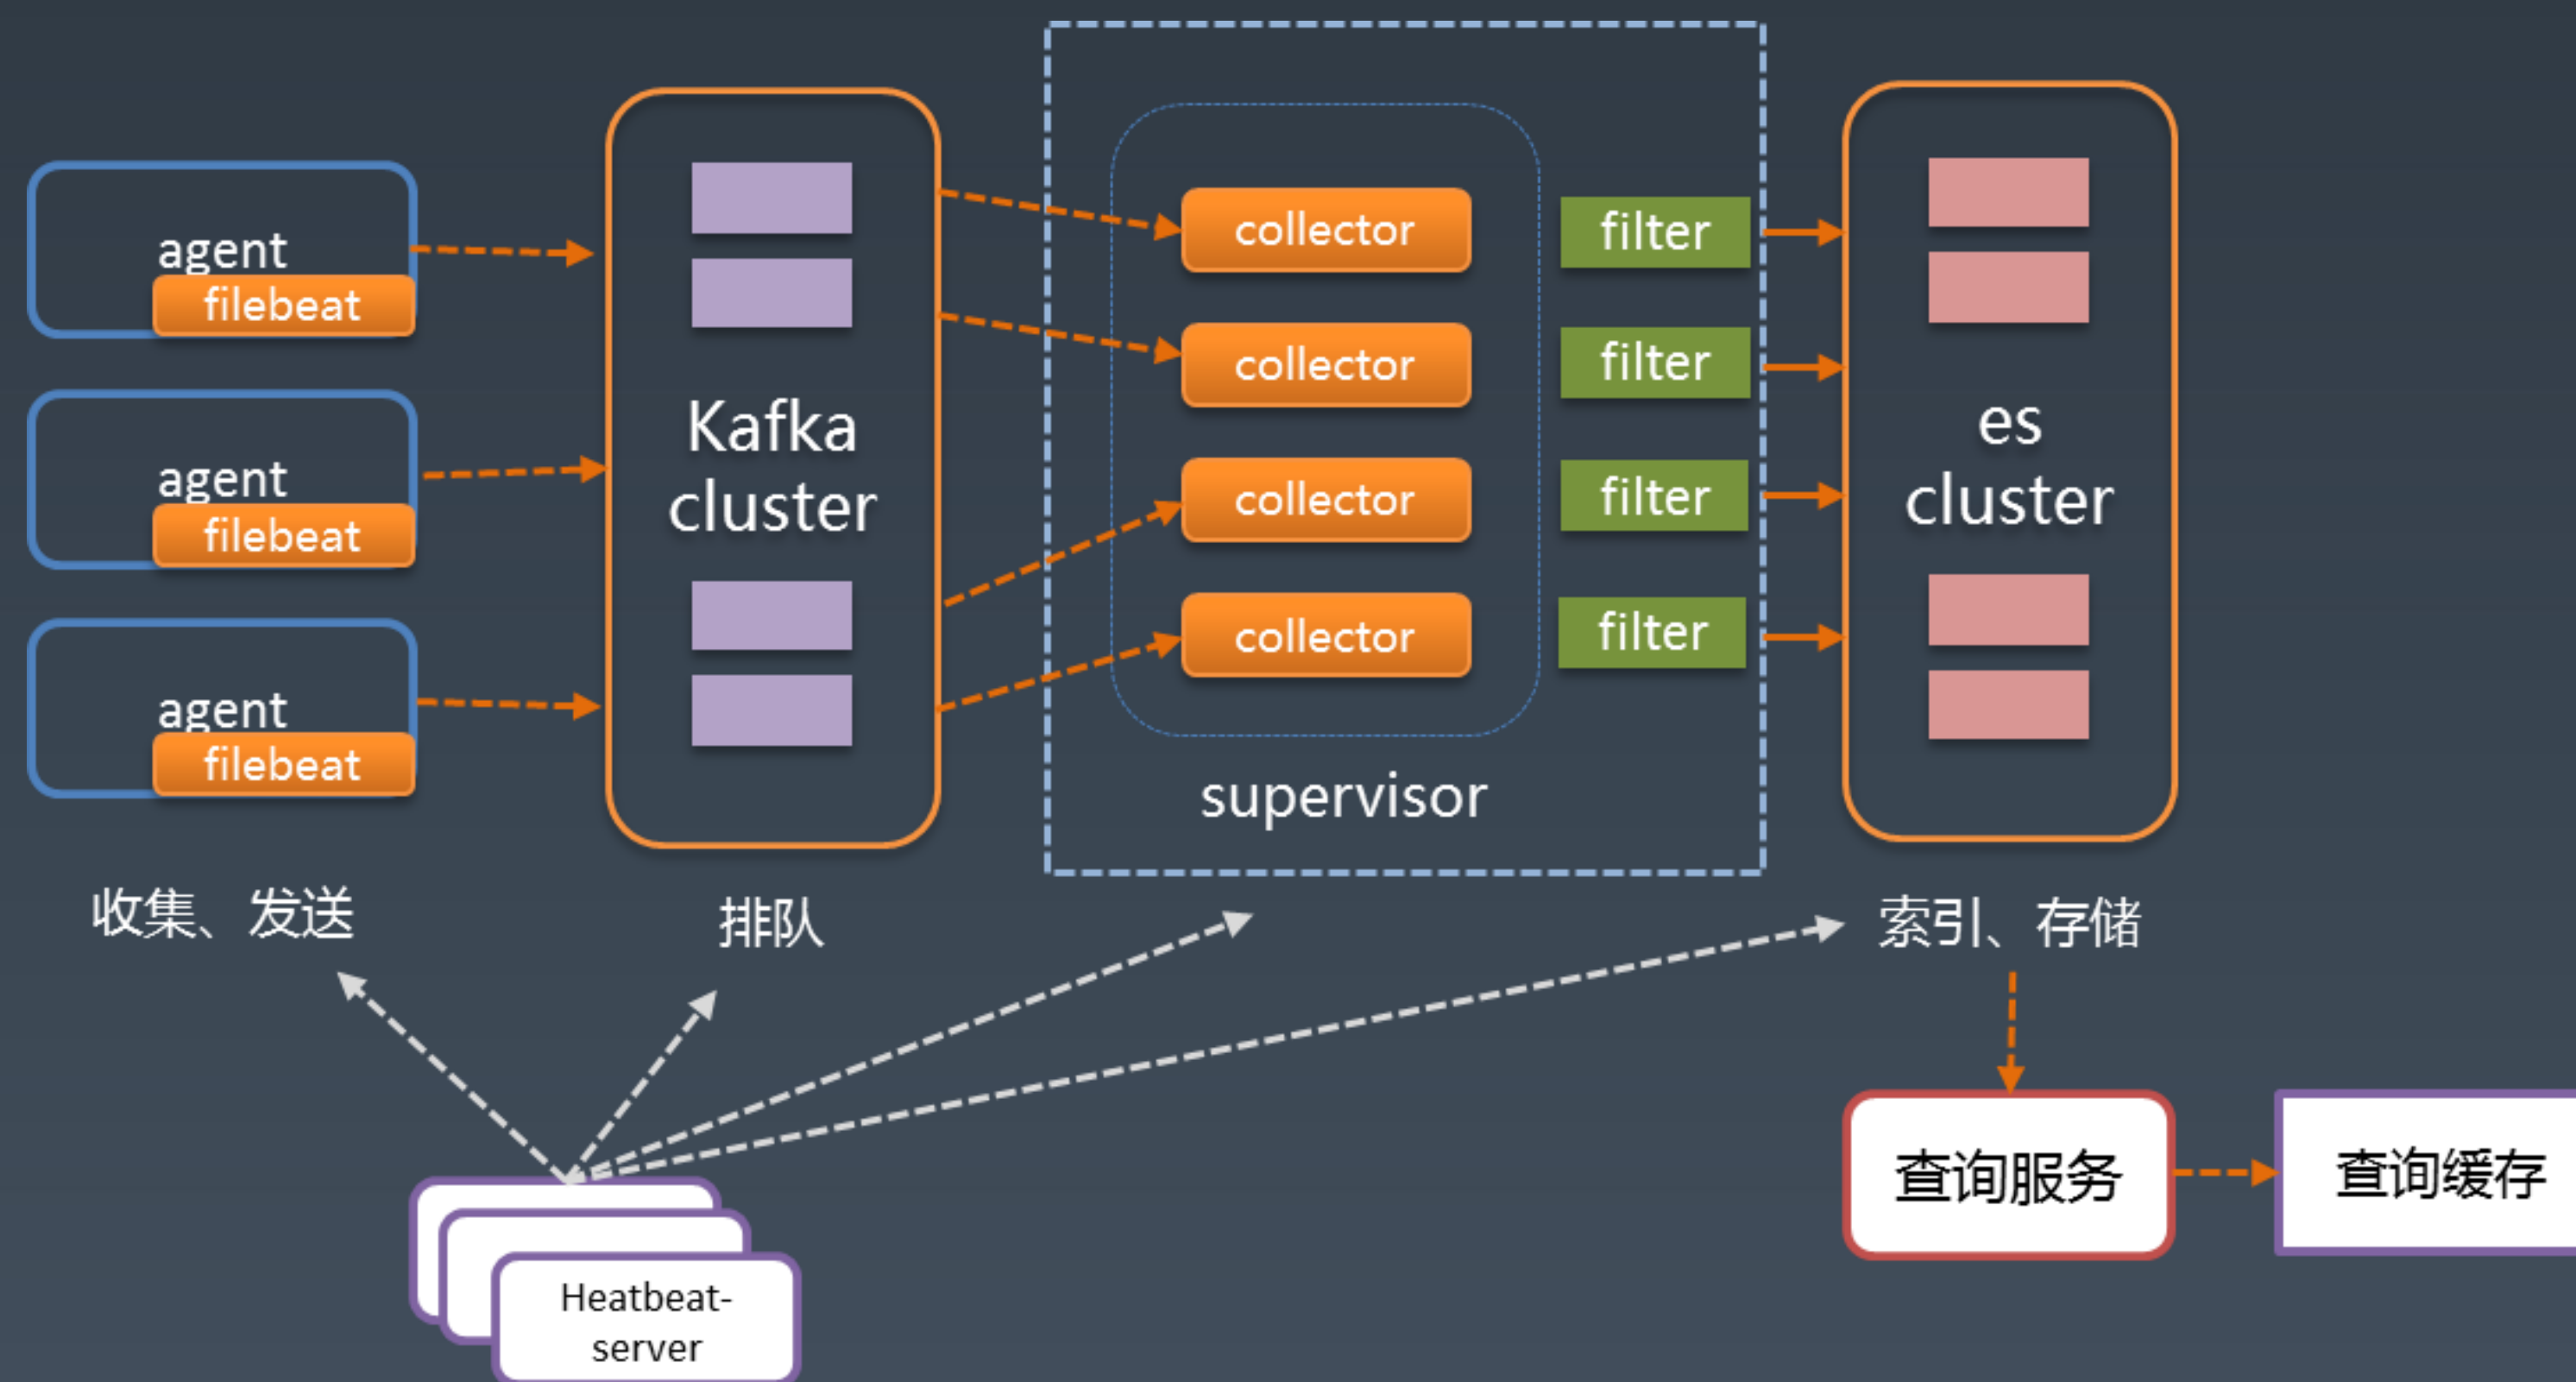 agent
filebeat
agent
filebeat
agent
filebeat
收集、发送
Kafka
cluster
排队
collector
filter
collector
filter
collector
filter
collector
filter
supervisor
es
cluster
索引、存储
Heatbeat-
server
查询服务
查询缓存